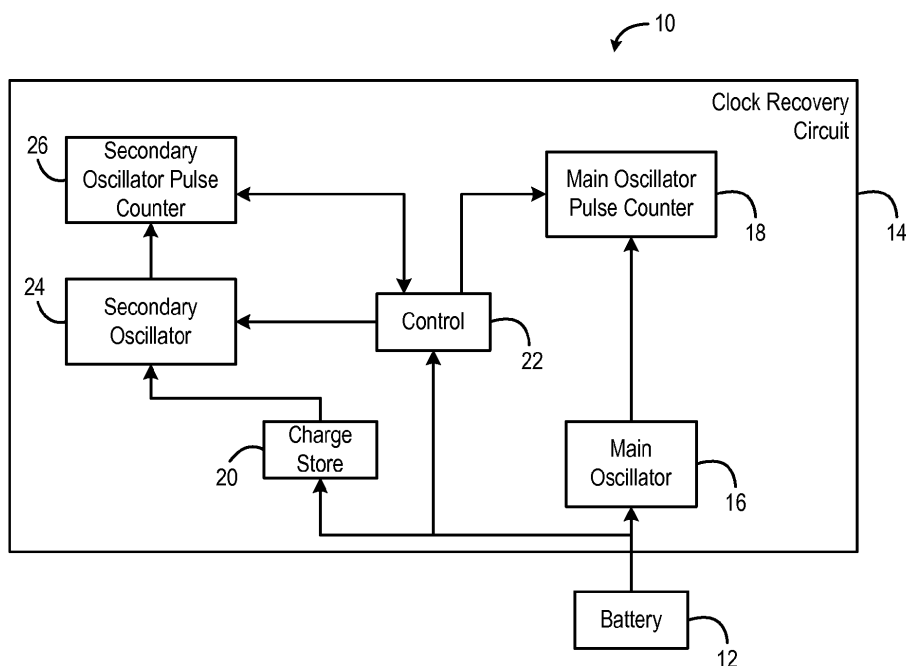 10
Clock Recovery
Circuit
26
Secondary
Oscillator Pulse
Counter
Main Oscillator
Pulse Counter
18
14
24
Secondary
Oscillator
Control
22
20
Charge
Store
Main
Oscillator
16
Battery
12